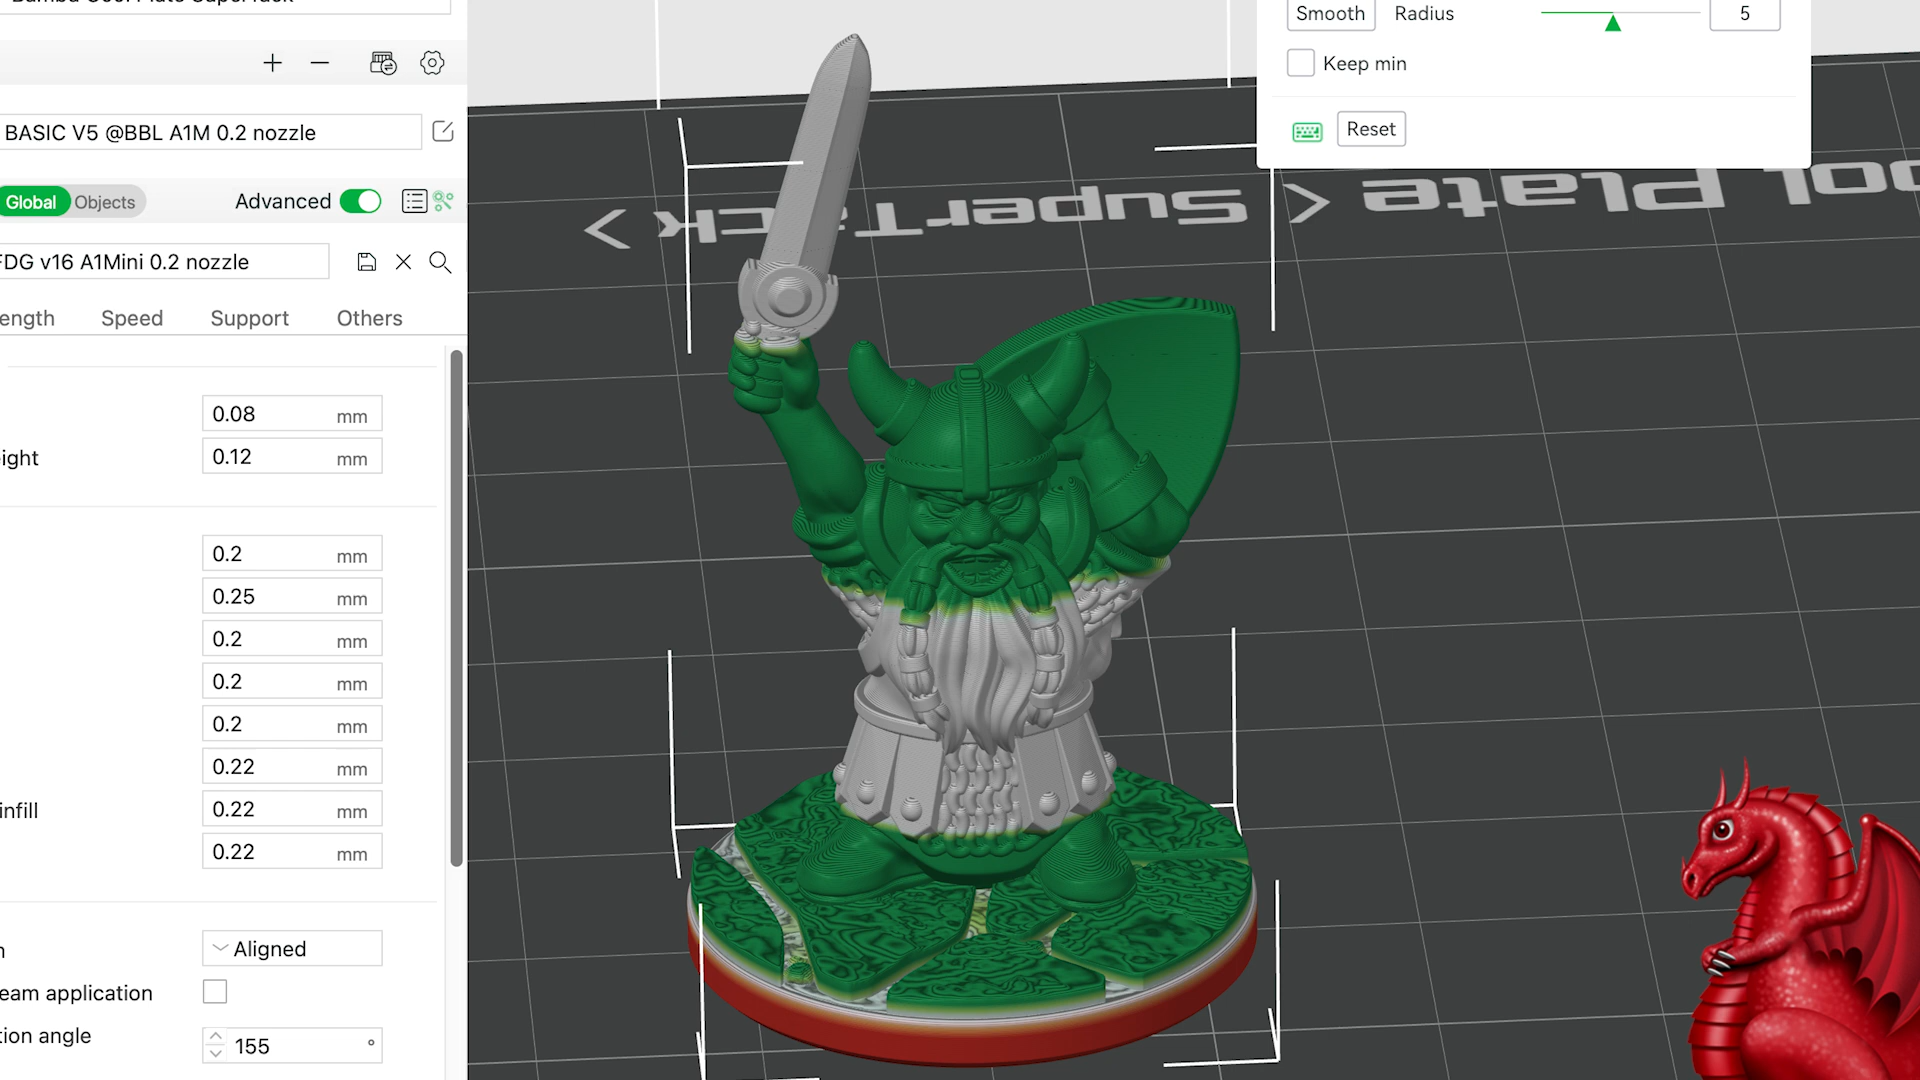 BASIC V5 @BBL A1M 0.2 nozzle
Global
Objects
Advanced
FDG v16 A1Mini 0.2 nozzle
ength
Speed
Support
Others
0.08 mm
ight
0.12 mm
0.2 mm
0.25 mm
0.2 mm
0.2 mm
0.2 mm
0.22 mm
infill
0.22 mm
0.22 mm
Aligned
eam application
tion angle
155 °
Smooth
Radius
5
Keep min
Reset
ool Plate < SuperTack >